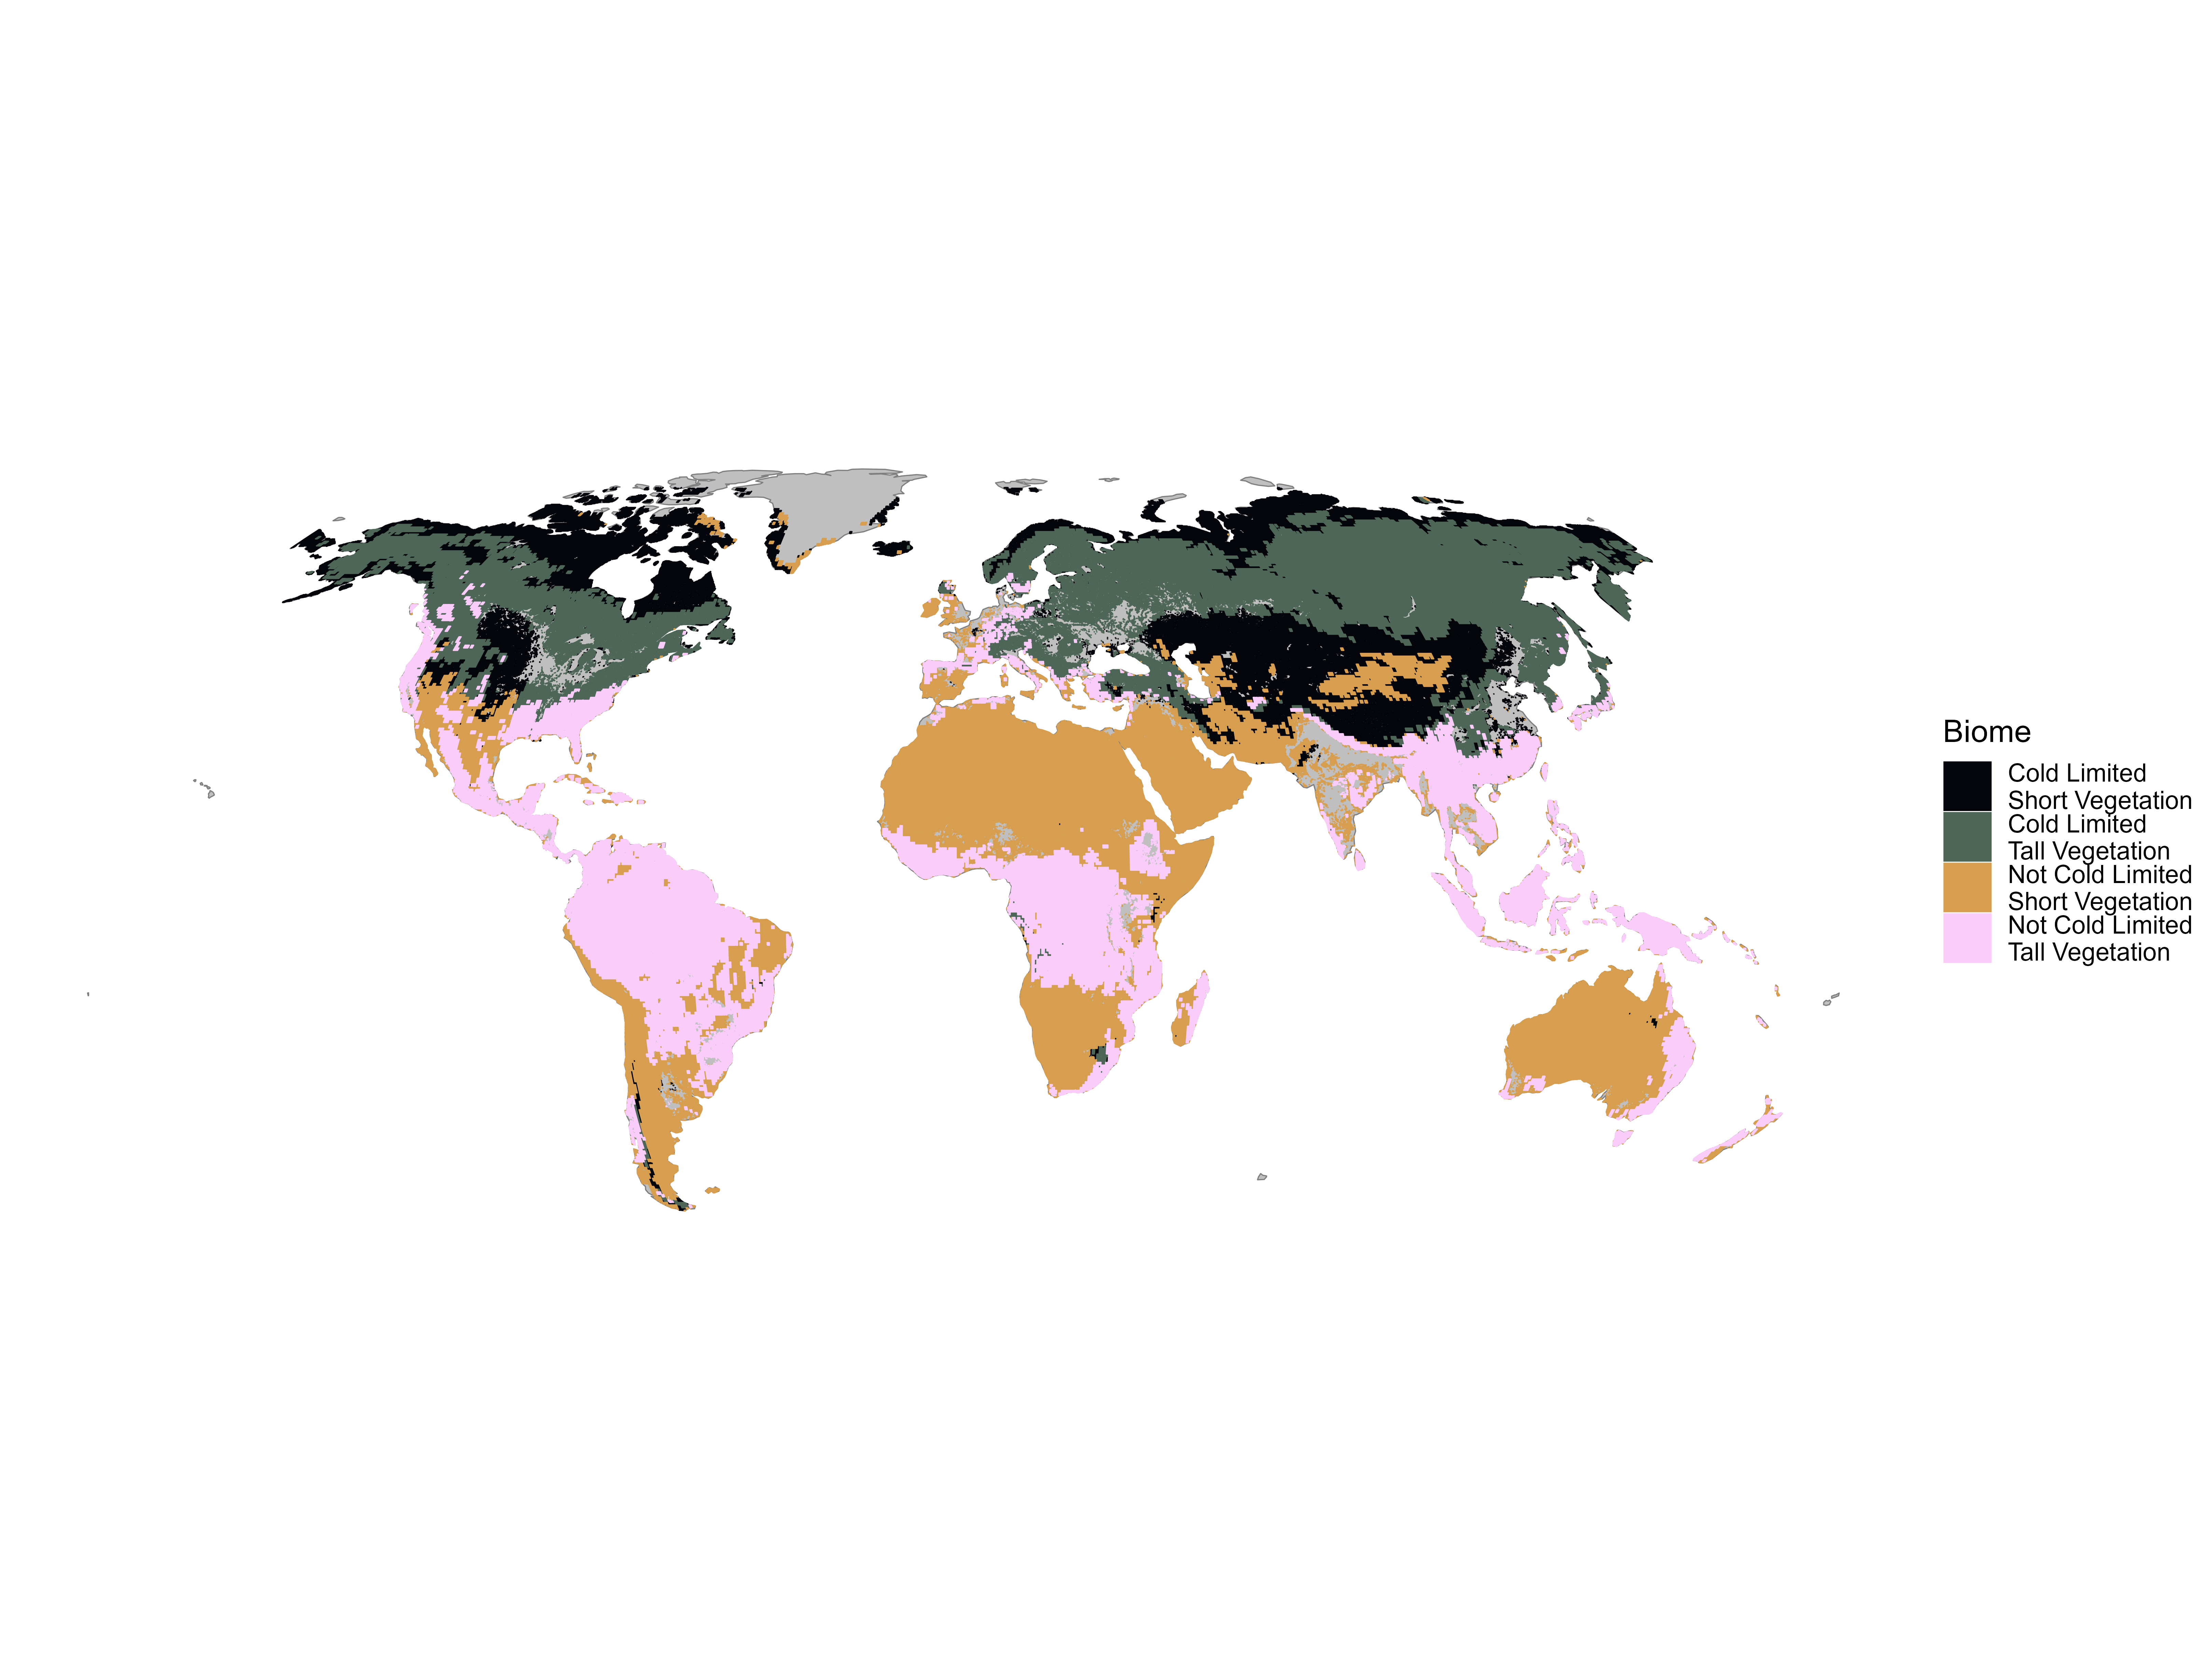 Biome
Cold Limited
Short Vegetation
Cold Limited
Tall Vegetation
Not Cold Limited
Short Vegetation
Not Cold Limited
Tall Vegetation